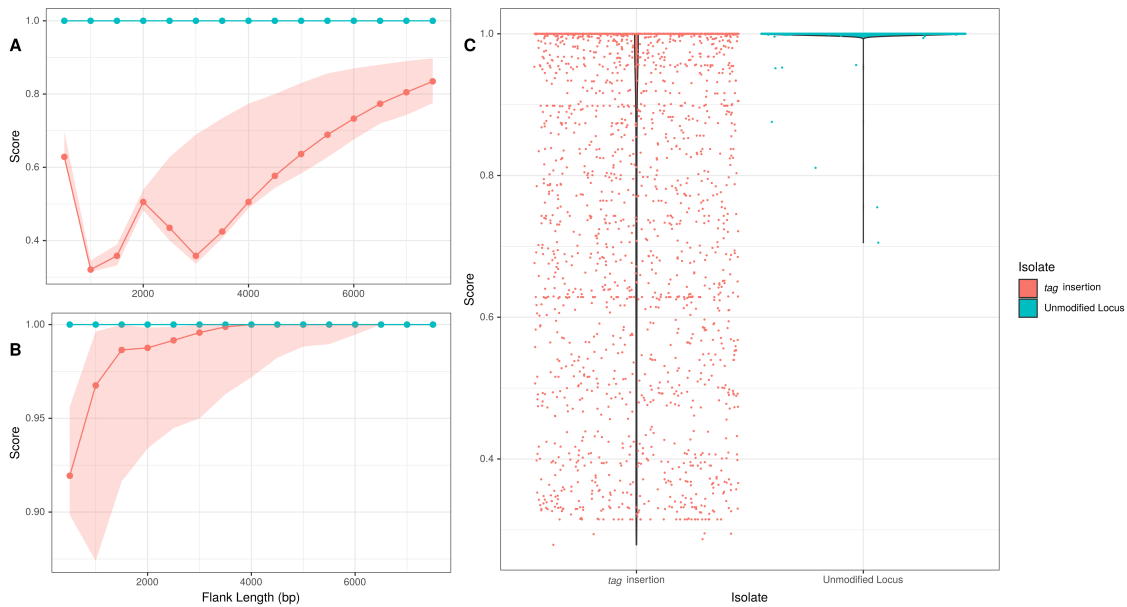 A
1.0
0.8
0.6
0.4
Score
2000
4000
6000
B
1.00
0.95
0.90
Score
2000
4000
6000
Flank Length (bp)
C
1.0
0.8
0.6
0.4
Score
tag insertion
Unmodified Locus
Isolate
Isolate
tag insertion
Unmodified Locus